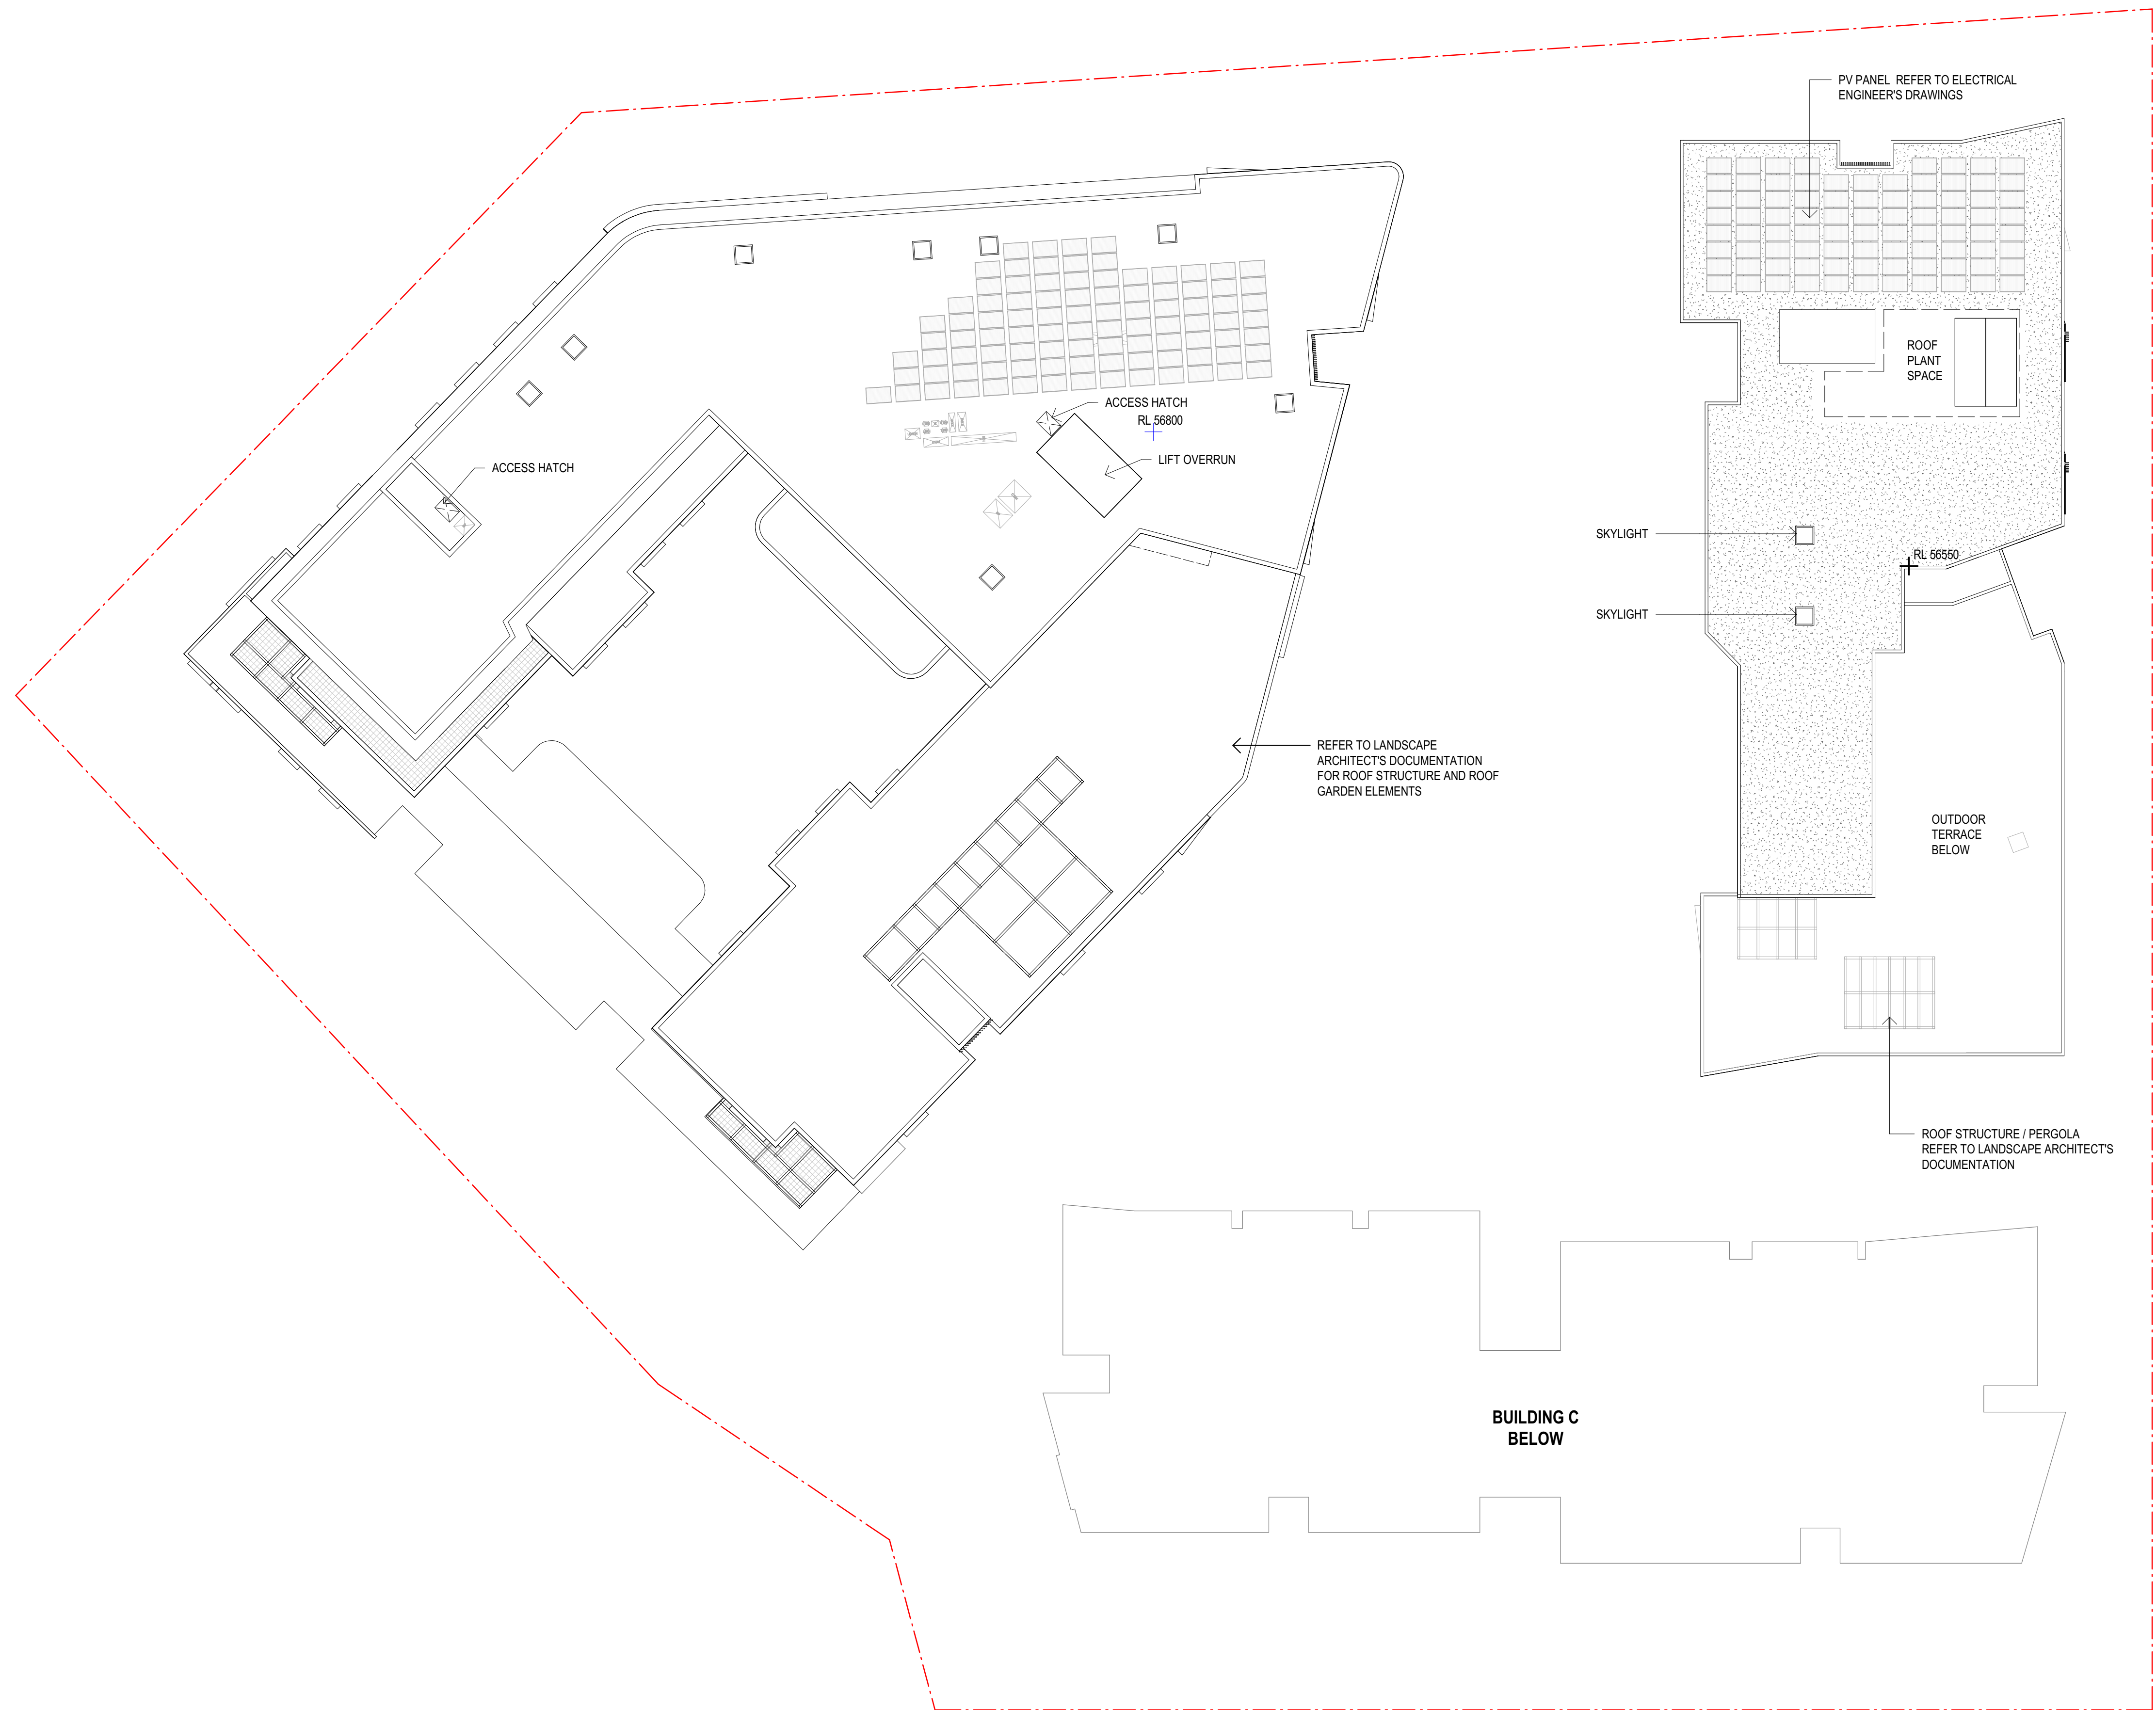 PV PANEL REFER TO ELECTRICAL
ENGINEER'S DRAWINGS
ROOF
PLANT
SPACE
ACCESS HATCH
RL 56800
LIFT OVERRUN
ACCESS HATCH
SKYLIGHT
RL 56550
SKYLIGHT
REFER TO LANDSCAPE
ARCHITECT'S DOCUMENTATION
FOR ROOF STRUCTURE AND ROOF
GARDEN ELEMENTS
OUTDOOR
TERRACE
BELOW
ROOF STRUCTURE / PERGOLA
REFER TO LANDSCAPE ARCHITECT'S
DOCUMENTATION
BUILDING C
BELOW